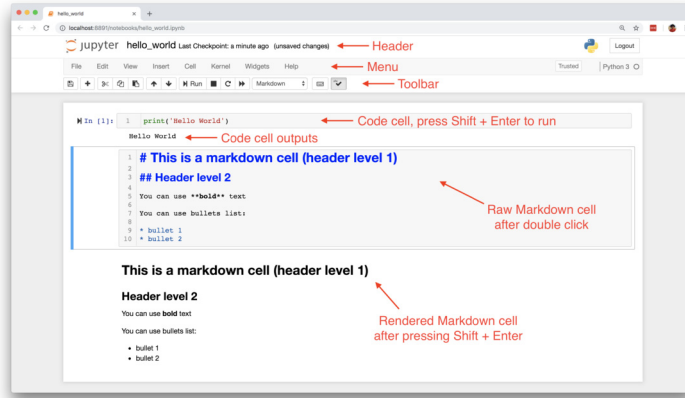 hello_world
localhost:8891/notebooks/hello_world.ipynb
jupyter hello_world Last Checkpoint: a minute ago (unsaved changes) Header Logout
File Edit View Insert Cell Kernel Widgets Help Menu Trusted Python 3
Run Markdown Toolbar
In [1]: 1 print('Hello World') Code cell, press Shift + Enter to run
Hello World Code cell outputs
1 # This is a markdown cell (header level 1)
2
3 ## Header level 2
4
5 You can use **bold** text
6
7 You can use bullets list:
8
9 * bullet 1
10 * bullet 2
Raw Markdown cell
after double click
This is a markdown cell (header level 1)
Header level 2
You can use bold text
You can use bullets list:
• bullet 1
• bullet 2
Rendered Markdown cell
after pressing Shift + Enter